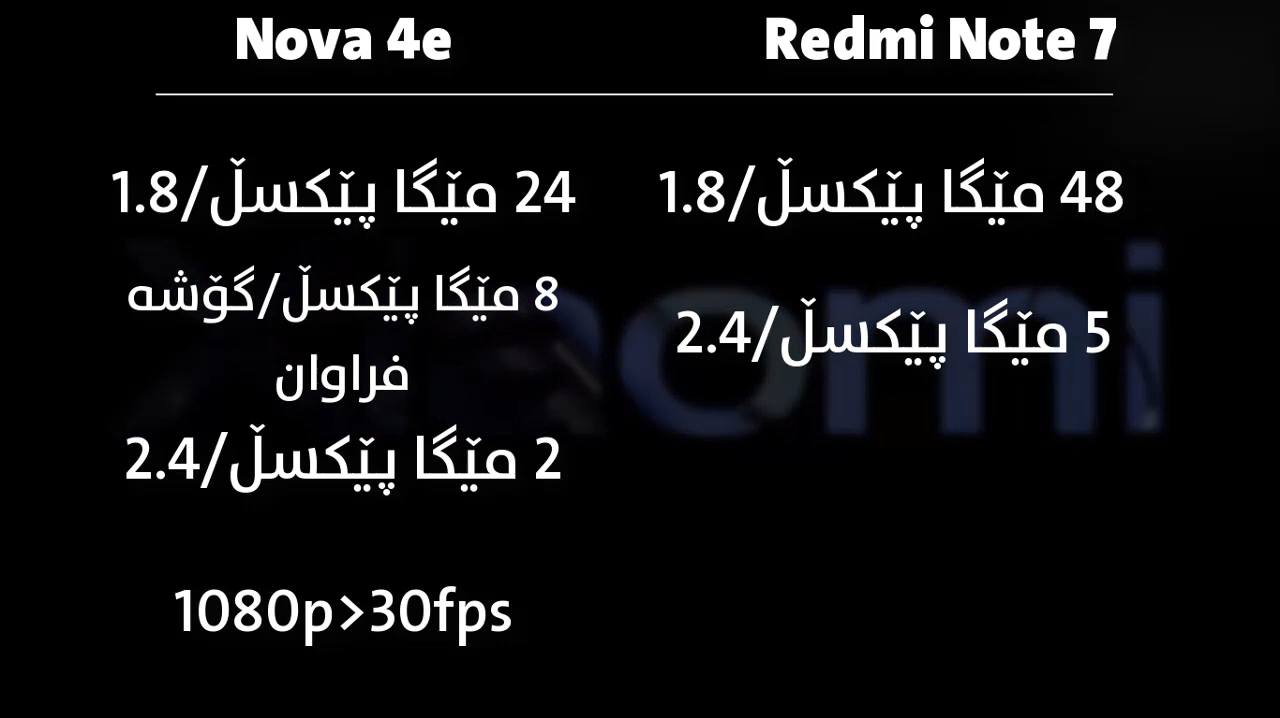 Nova 4e
Redmi Note 7
24 مێگا پێکسڵ/1.8
48 مێگا پێکسڵ/1.8
8 مێگا پێکسڵ/گۆشە
فراوان
5 مێگا پێکسڵ/2.4
2 مێگا پێکسڵ/2.4
1080p>30fps